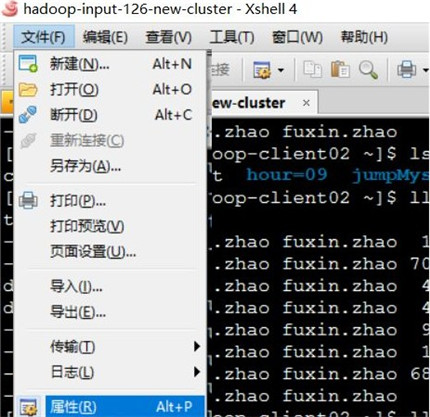 hadoop-input-126-new-cluster - Xshell 4
文件(F) 编辑(E) 查看(V) 工具(T) 窗口(W) 帮助(H)
新建(N)... Alt+N
打开(O) Alt+O
断开(D) Alt+C
重新连接(C)
另存为(A)...
打印(P)...
打印预览(V)
页面设置(U)...
导入(I)...
导出(E)...
传输(T)
日志(L)
属性(R) Alt+P
接
ew-cluster ×
.zhao fuxin.zhao
oop-client02 ~]$ ls
t hour=09 jumpMys
oop-client02 ~]$ ll
.zhao fuxin.zhao 1
.zhao fuxin.zhao 70
.zhao fuxin.zhao 4
.zhao fuxin.zhao 4
.zhao fuxin.zhao 9
.zhao fuxin.zhao 1
.zhao fuxin.zhao 68